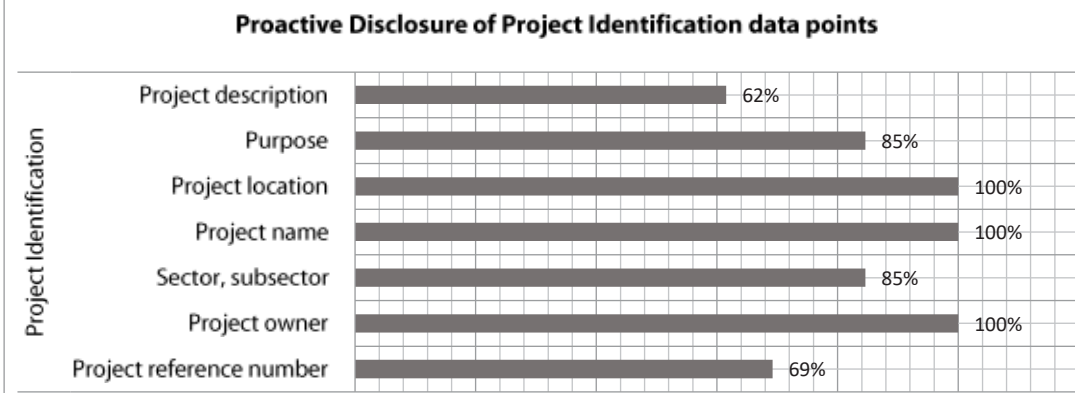 Proactive Disclosure of Project Identification data points
Project Identification
Project description 62%
Purpose 85%
Project location 100%
Project name 100%
Sector, subsector 85%
Project owner 100%
Project reference number 69%